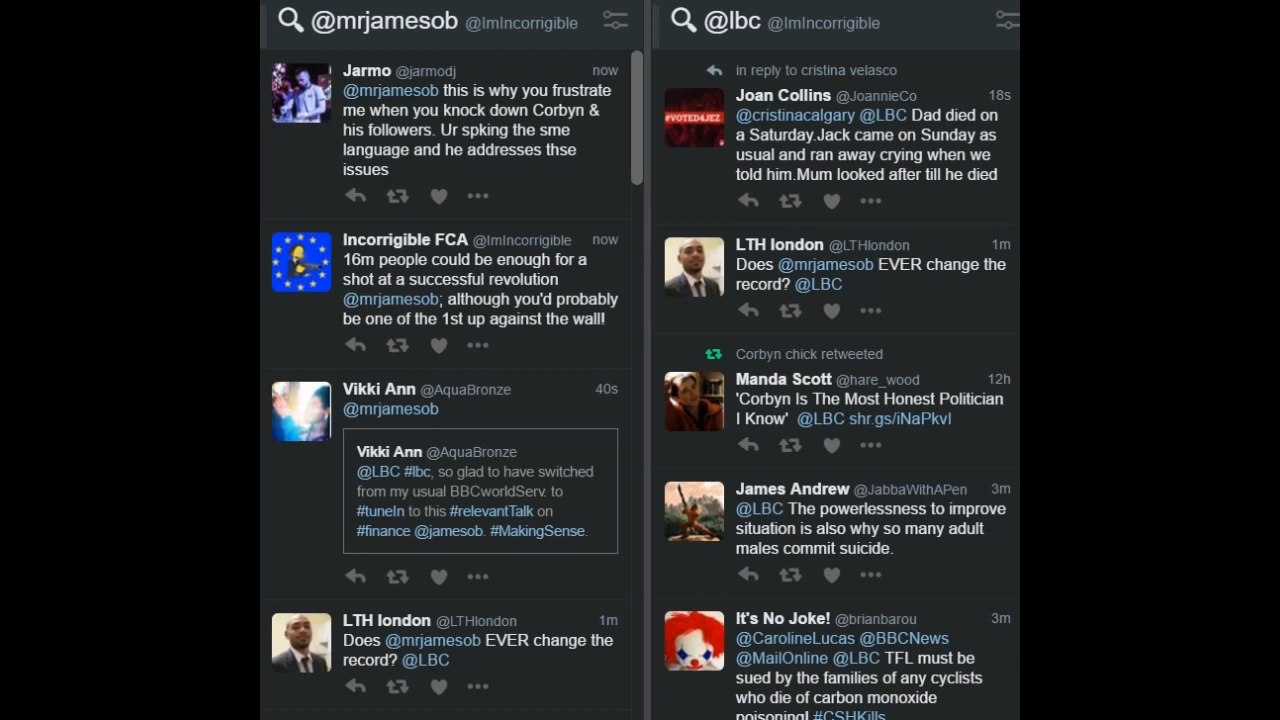 @mrjamesob @ImIncorrigible
Jarmo @jarmodj now
@mrjamesob this is why you frustrate
me when you knock down Corbyn &
his followers. Ur spking the sme
language and he addresses thse
issues
Incorrigible FCA @ImIncorrigible now
16m people could be enough for a
shot at a successful revolution
@mrjamesob; although you'd probably
be one of the 1st up against the wall!
Vikki Ann @AquaBronze 40s
@mrjamesob
Vikki Ann @AquaBronze
@LBC #lbc, so glad to have switched
from my usual BBCworldServ. to
#tuneIn to this #relevantTalk on
#finance @jamesob. #MakingSense.
LTH london @LTHlondon 1m
Does @mrjamesob EVER change the
record? @LBC
@lbc @ImIncorrigible
in reply to cristina velasco
Joan Collins @JoannieCo 18s
#VOTED4JEZ
@cristinacalgary @LBC Dad died on
a Saturday.Jack came on Sunday as
usual and ran away crying when we
told him.Mum looked after till he died
LTH london @LTHlondon 1m
Does @mrjamesob EVER change the
record? @LBC
Corbyn chick retweeted
Manda Scott @hare_wood 12h
'Corbyn Is The Most Honest Politician
I Know' @LBC shr.gs/iNaPkvl
James Andrew @JabbaWithAPen 3m
@LBC The powerlessness to improve
situation is also why so many adult
males commit suicide.
It's No Joke! @brianbarou 3m
@CarolineLucas @BBCNews
@MailOnline @LBC TFL must be
sued by the families of any cyclists
who die of carbon monoxide
poisoning! #CSHKills